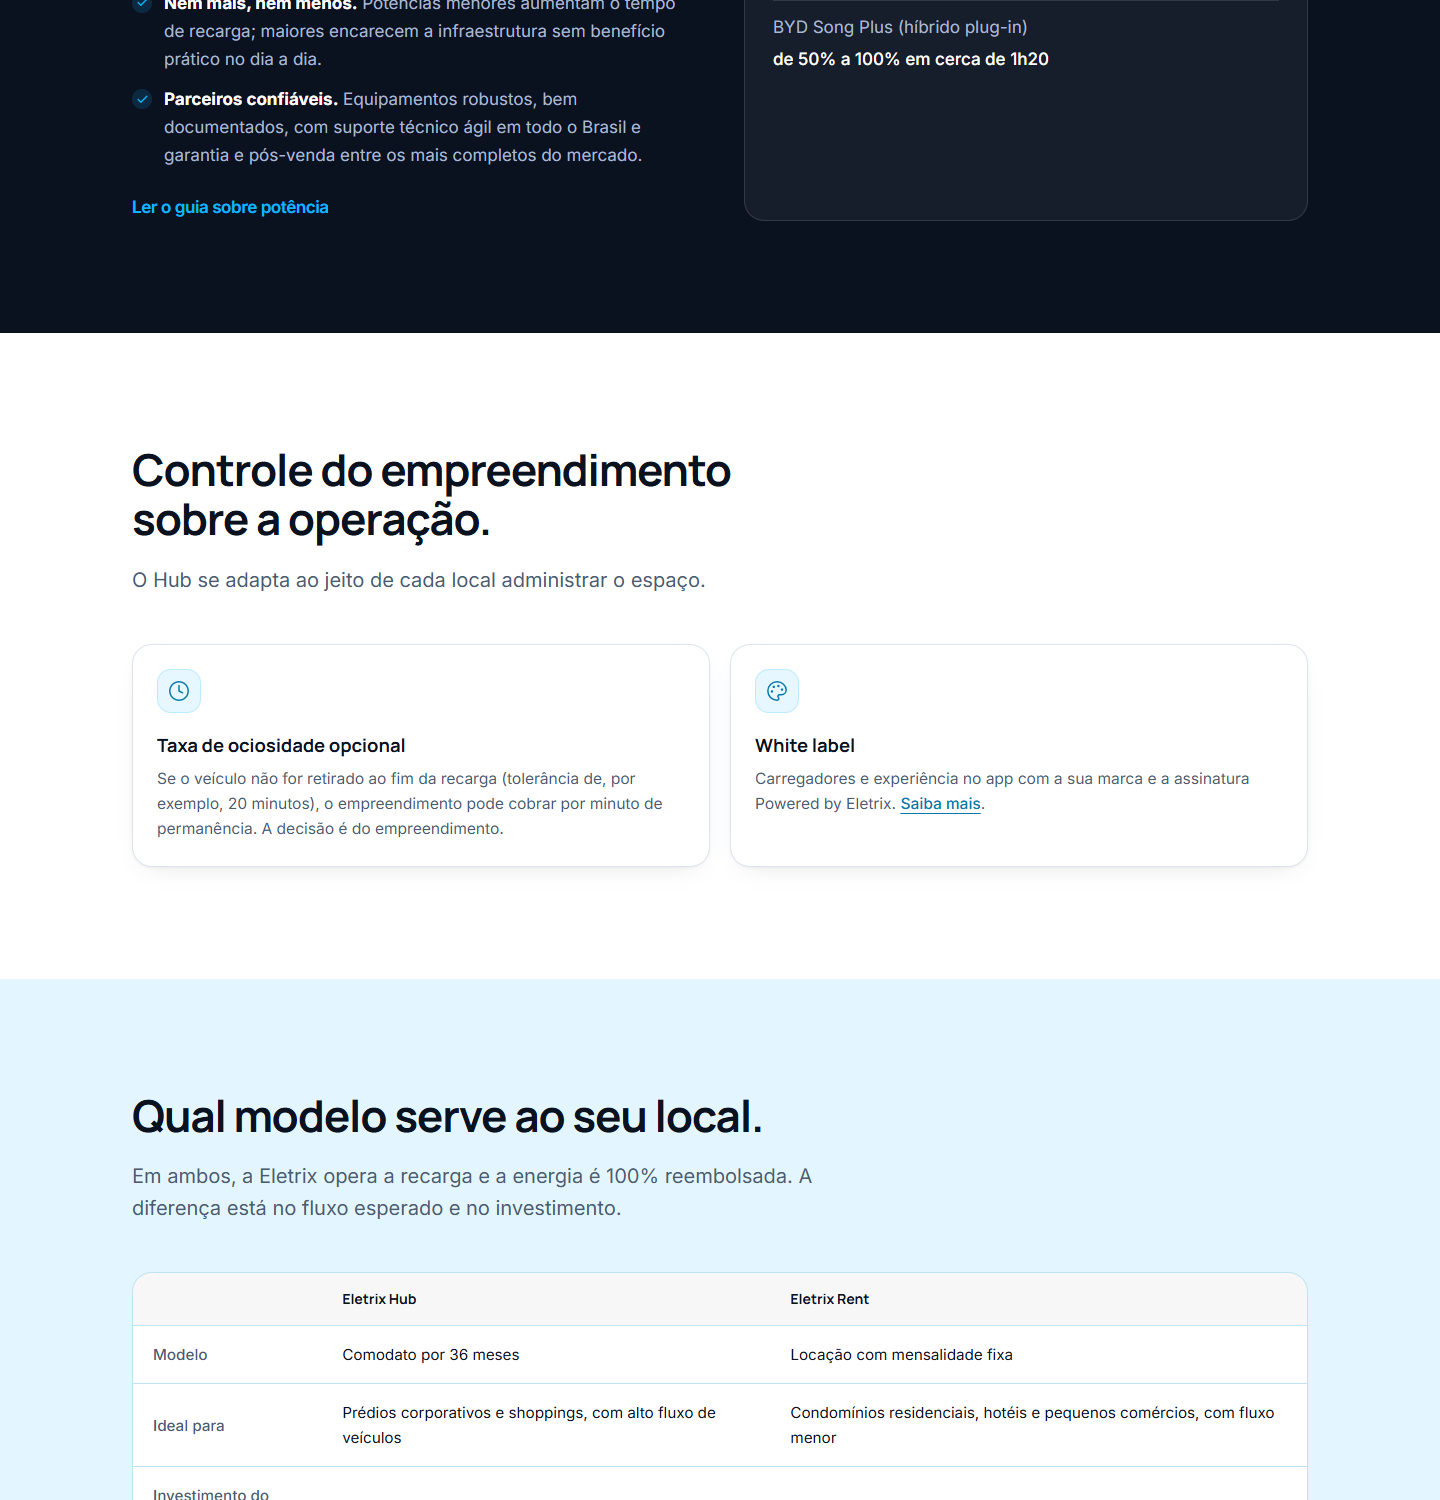 Nem mais, nem menos. Potências menores aumentam o tempo
de recarga; maiores encarecem a infraestrutura sem benefício
prático no dia a dia.
Parceiros confiáveis. Equipamentos robustos, bem
documentados, com suporte técnico ágil em todo o Brasil e
garantia e pós-venda entre os mais completos do mercado.
Ler o guia sobre potência
BYD Song Plus (híbrido plug-in)
de 50% a 100% em cerca de 1h20
Controle do empreendimento
sobre a operação.
O Hub se adapta ao jeito de cada local administrar o espaço.
Taxa de ociosidade opcional
Se o veículo não for retirado ao fim da recarga (tolerância de, por
exemplo, 20 minutos), o empreendimento pode cobrar por minuto de
permanência. A decisão é do empreendimento.
White label
Carregadores e experiência no app com a sua marca e a assinatura
Powered by Eletrix. Saiba mais.
Qual modelo serve ao seu local.
Em ambos, a Eletrix opera a recarga e a energia é 100% reembolsada. A
diferença está no fluxo esperado e no investimento.
Eletrix Hub
Eletrix Rent
Modelo
Comodato por 36 meses
Locação com mensalidade fixa
Ideal para
Prédios corporativos e shoppings, com alto fluxo de
veículos
Condomínios residenciais, hotéis e pequenos comércios, com fluxo
menor
Investimento do